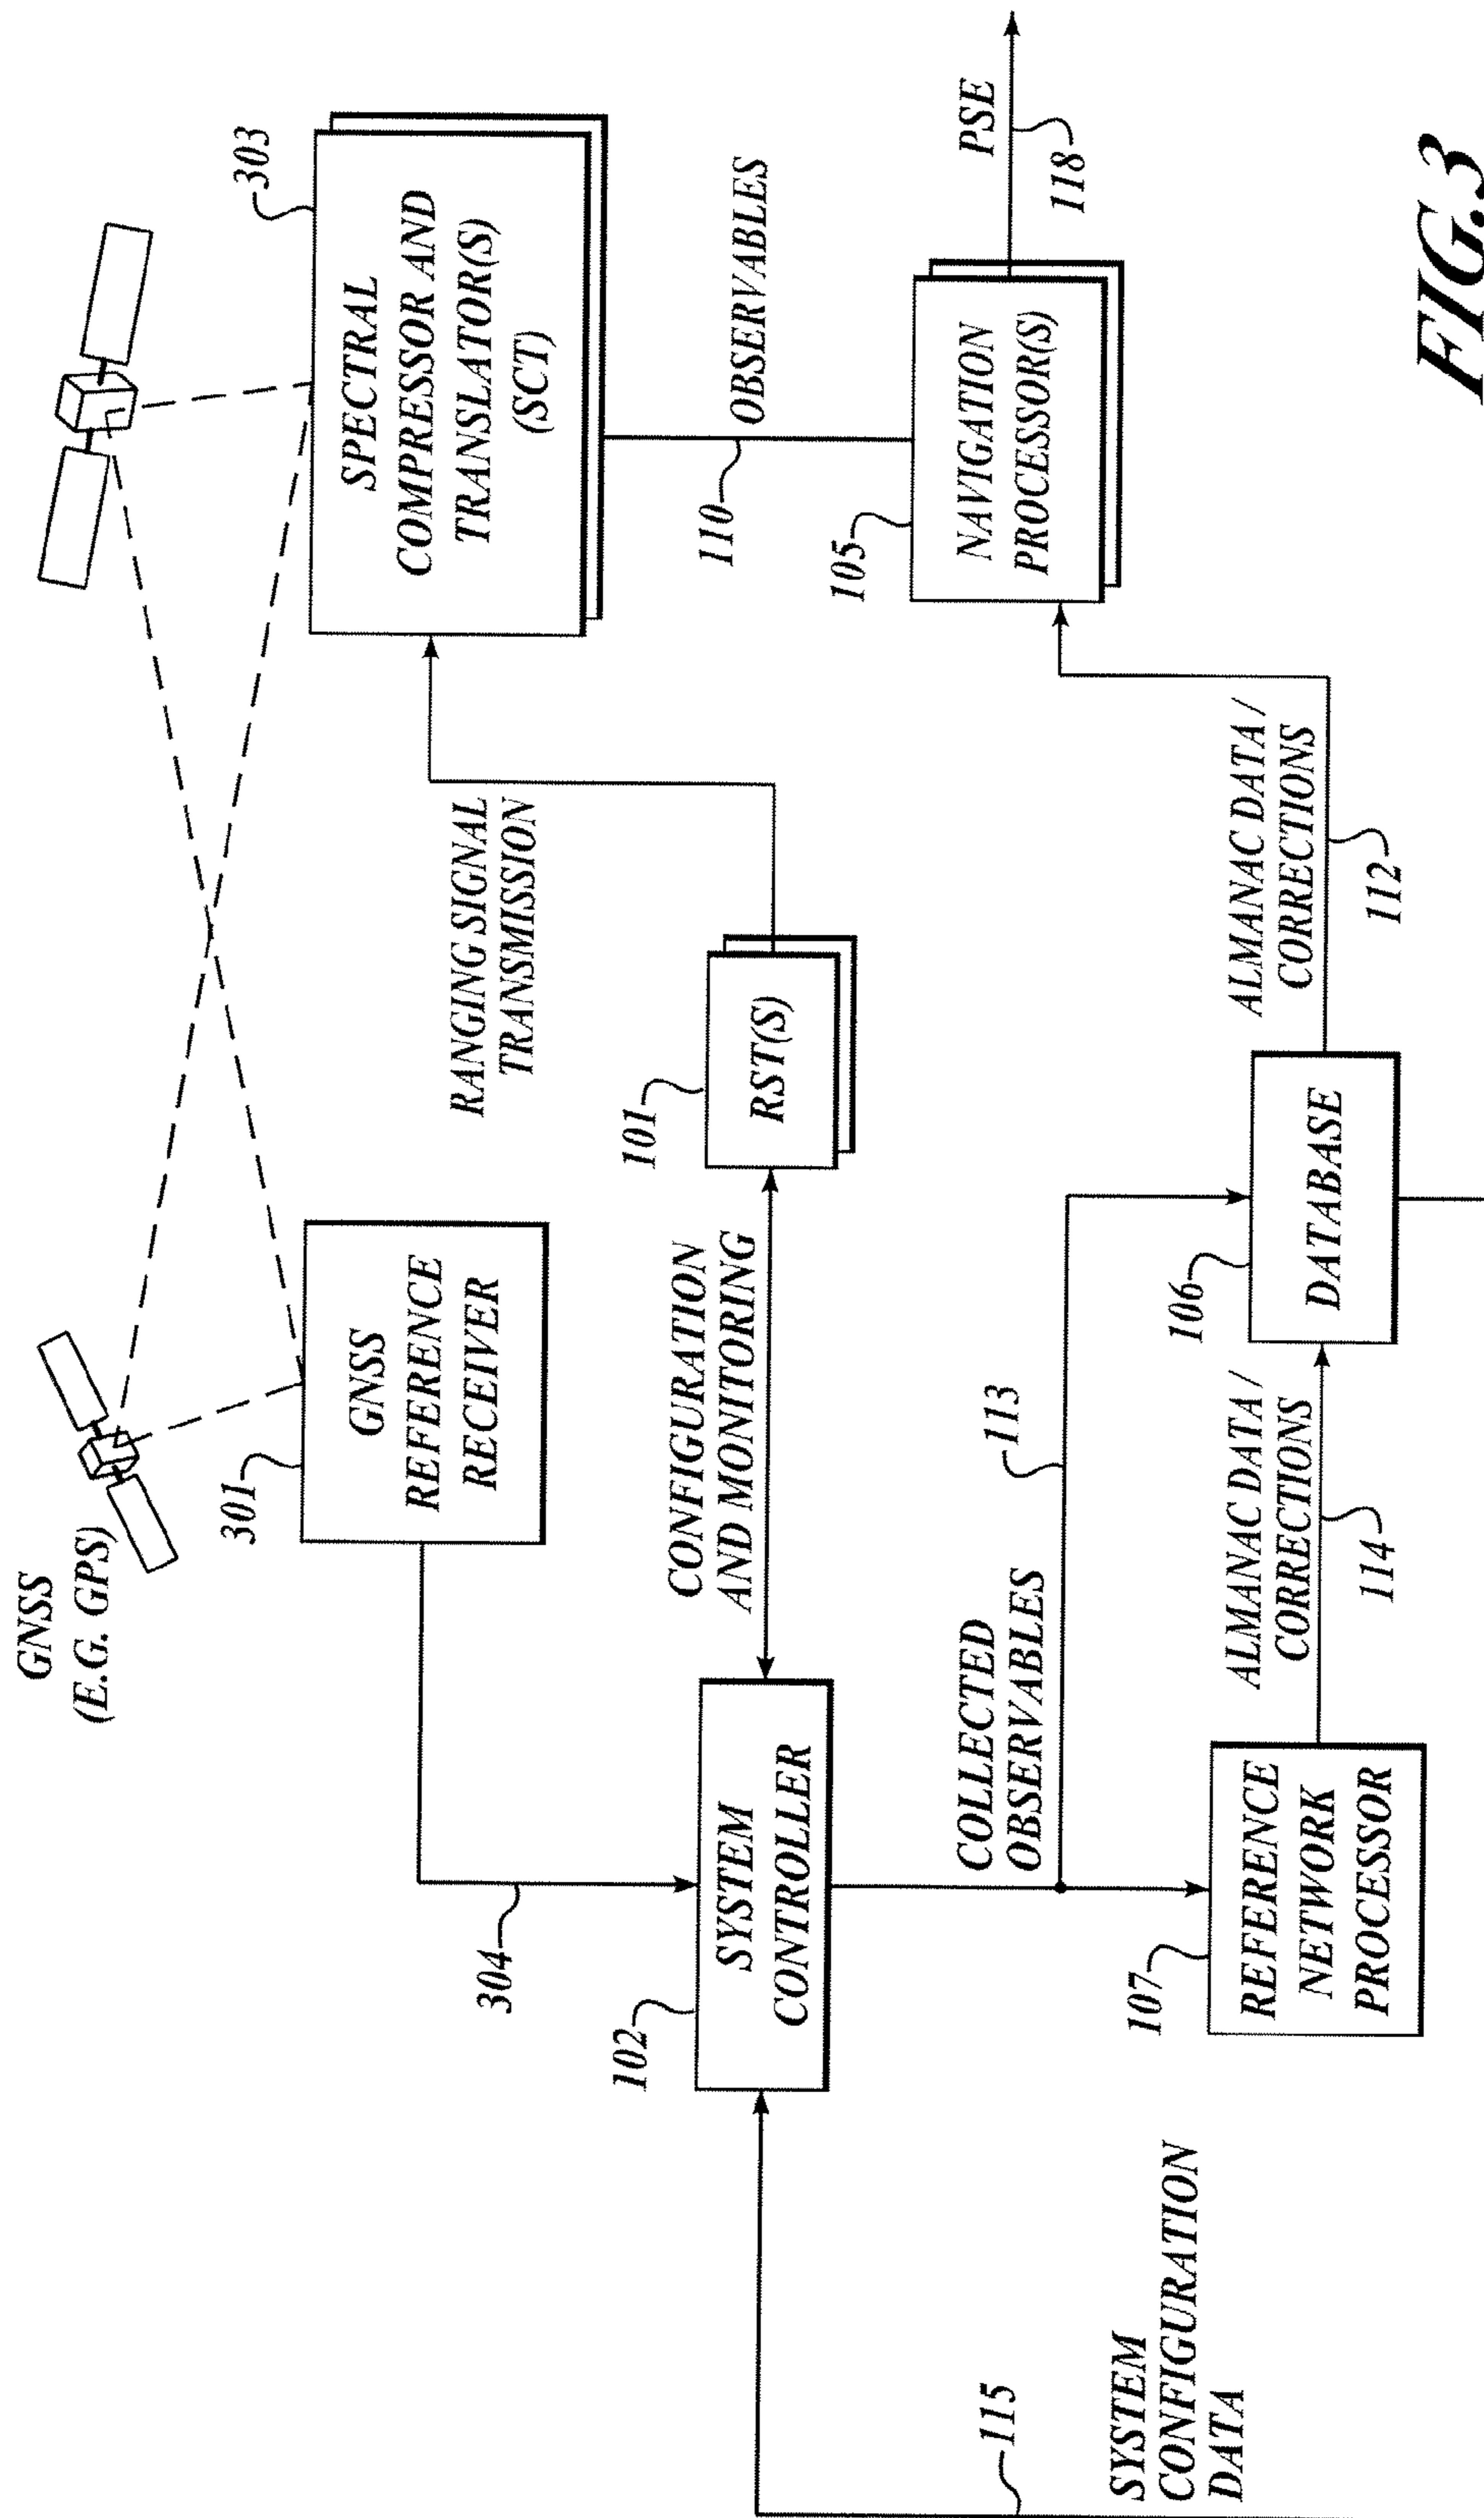 GNSS
(E.G. GPS)
301
GNSS
REFERENCE
RECEIVER
303
SPECTRAL
COMPRESSOR AND
TRANSLATOR(S)
(SCT)
304
RANGING SIGNAL
TRANSMISSION
102
SYSTEM
CONTROLLER
CONFIGURATION
AND MONITORING
101
RST(S)
110
OBSERVABLES
COLLECTED
OBSERVABLES
113
105
NAVIGATION
PROCESSOR(S)
PSE
118
115
SYSTEM
CONFIGURATION
DATA
107
REFERENCE
NETWORK
PROCESSOR
ALMANAC DATA /
CORRECTIONS
114
106
DATABASE
ALMANAC DATA /
CORRECTIONS
112
FIG.3